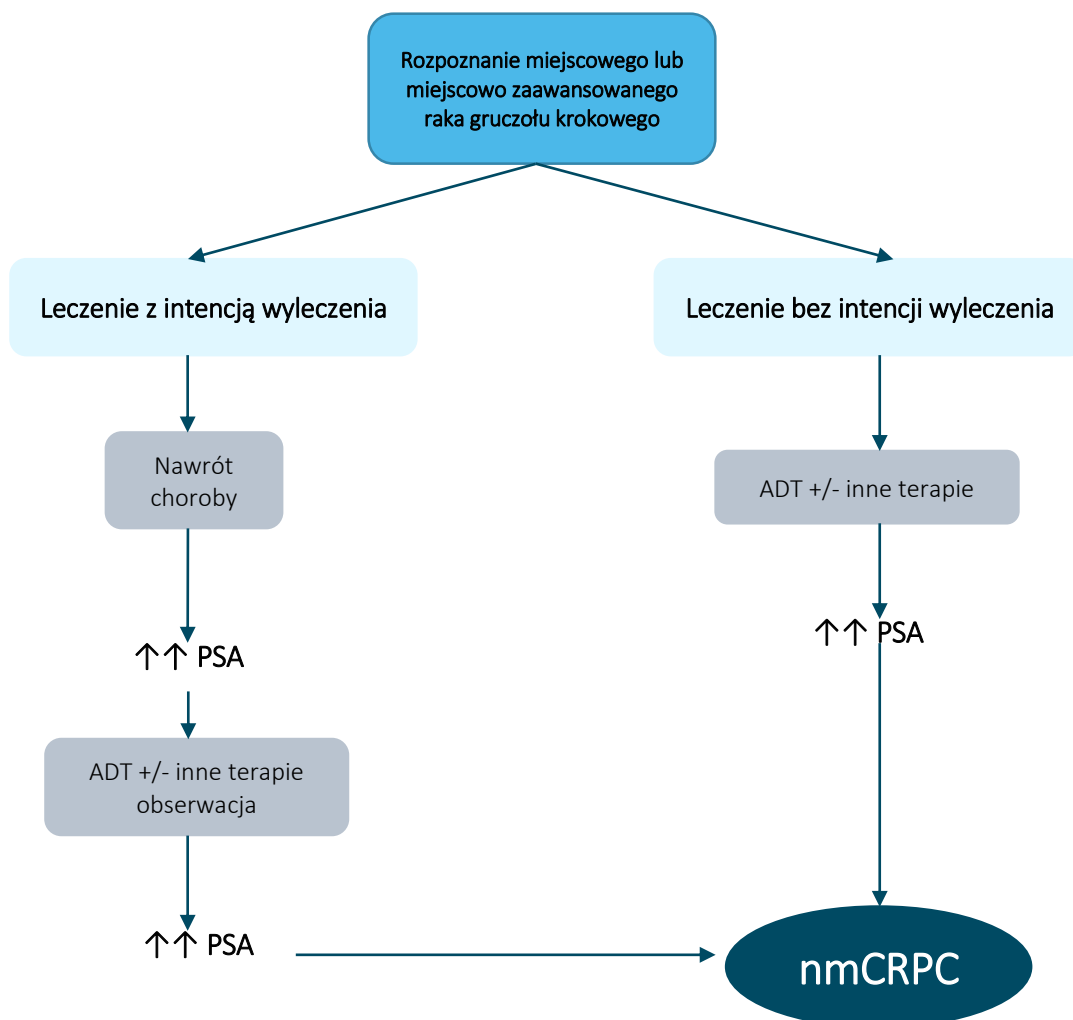 Rozpoznanie miejscowego lub
miejscowo zaawansowanego
raka gruczołu krokowego
Leczenie z intencją wyleczenia
Leczenie bez intencji wyleczenia
Nawrót
choroby
ADT +/- inne terapie
↑↑ PSA
↑↑ PSA
ADT +/- inne terapie
obserwacja
↑↑ PSA
nmCRPC